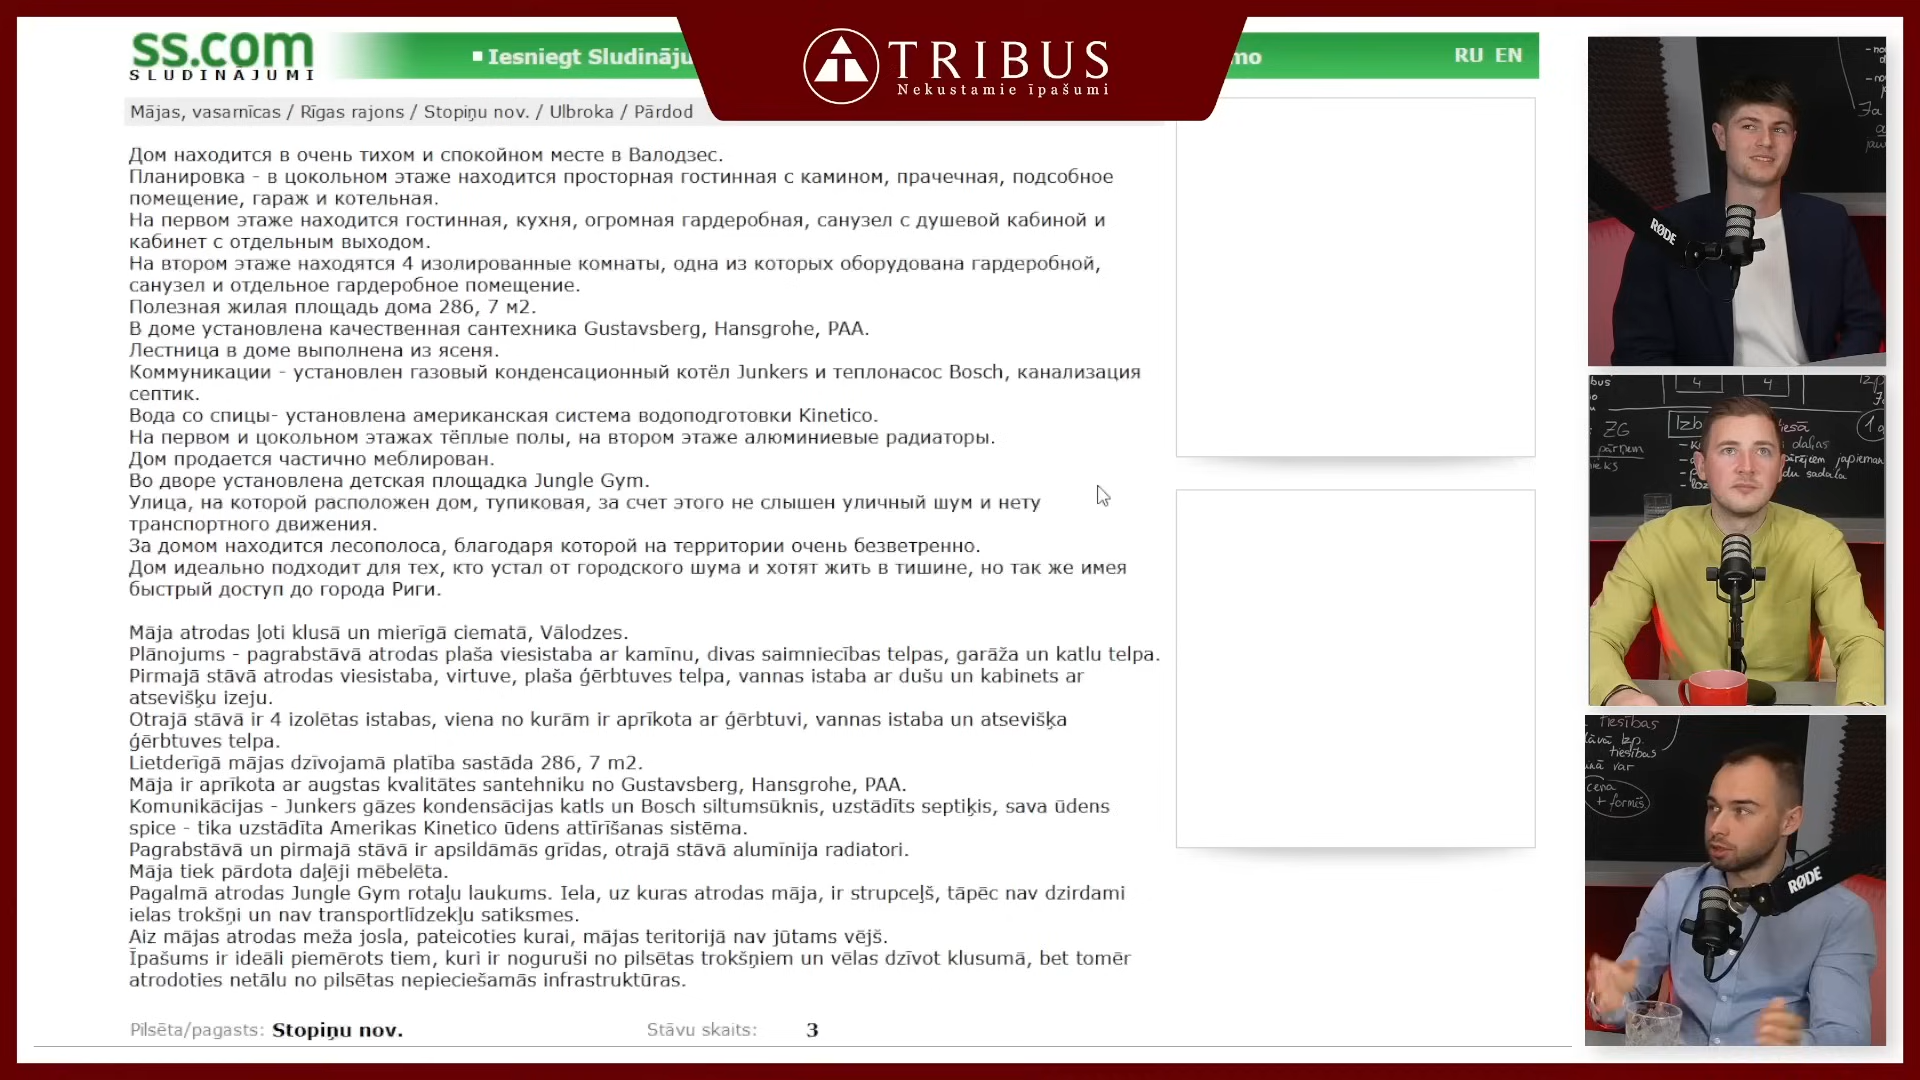 ss.com
SLUDINĀJUMI
Iesniegt Sludināju
TRIBUS
Nekustamie īpašumi
mo
RU EN
Mājas, vasarnīcas / Rīgas rajons / Stopiņu nov. / Ulbroka / Pārdod
Дом находится в очень тихом и спокойном месте в Валодзес.
Планировка - в цокольном этаже находится просторная гостинная с камином, прачечная, подсобное
помещение, гараж и котельная.
На первом этаже находится гостинная, кухня, огромная гардеробная, санузел с душевой кабиной и
кабинет с отдельным выходом.
На втором этаже находятся 4 изолированные комнаты, одна из которых оборудована гардеробной,
санузел и отдельное гардеробное помещение.
Полезная жилая площадь дома 286, 7 м2.
В доме установлена качественная сантехника Gustavsberg, Hansgrohe, PAA.
Лестница в доме выполнена из ясеня.
Коммуникации - установлен газовый конденсационный котёл Junkers и теплонасос Bosch, канализация
септик.
Вода со спицы- установлена американская система водоподготовки Kinetico.
На первом и цокольном этажах тёплые полы, на втором этаже алюминиевые радиаторы.
Дом продается частично меблирован.
Во дворе установлена детская площадка Jungle Gym.
Улица, на которой расположен дом, тупиковая, за счет этого не слышен уличный шум и нету
транспортного движения.
За домом находится лесополоса, благодаря которой на территории очень безветренно.
Дом идеально подходит для тех, кто устал от городского шума и хотят жить в тишине, но так же имея
быстрый доступ до города Риги.
Māja atrodas ļoti klusā un mierīgā ciematā, Vālodzes.
Plānojums - pagrabstāvā atrodas plaša viesistaba ar kamīnu, divas saimniecības telpas, garāža un katlu telpa.
Pirmajā stāvā atrodas viesistaba, virtuve, plaša ģērbtuves telpa, vannas istaba ar dušu un kabinets ar
atsevišķu izeju.
Otrajā stāvā ir 4 izolētas istabas, viena no kurām ir aprīkota ar ģērbtuvi, vannas istaba un atsevišķa
ģērbtuves telpa.
Lietderīgā mājas dzīvojamā platība sastāda 286, 7 m2.
Māja ir aprīkota ar augstas kvalitātes santehniku no Gustavsberg, Hansgrohe, PAA.
Komunikācijas - Junkers gāzes kondensācijas katls un Bosch siltumsūknis, uzstādīts septiķis, sava ūdens
spice - tika uzstādīta Amerikas Kinetico ūdens attīrīšanas sistēma.
Pagrabstāvā un pirmajā stāvā ir apsildāmās grīdas, otrajā stāvā alumīnija radiatori.
Māja tiek pārdota daļēji mēbelēta.
Pagalmā atrodas Jungle Gym rotaļu laukums. Iela, uz kuras atrodas māja, ir strupceļš, tāpēc nav dzirdami
ielas trokšņi un nav transportlīdzekļu satiksmes.
Aiz mājas atrodas meža josla, pateicoties kurai, mājas teritorijā nav jūtams vējš.
Īpašums ir ideāli piemērots tiem, kuri ir noguruši no pilsētas trokšņiem un vēlas dzīvot klusumā, bet tomēr
atrodoties netālu no pilsētas nepieciešamās infrastruktūras.
Pilsēta/pagasts: Stopiņu nov. Stāvu skaits: 3
RØDE
4 4
ZG
tiesības
tiesības
cena
+ formis
RØDE